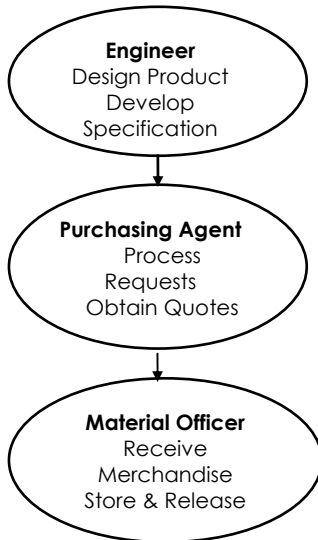 Engineer
Design Product
Develop
Specification
Purchasing Agent
Process
Requests
Obtain Quotes
Material Officer
Receive
Merchandise
Store & Release